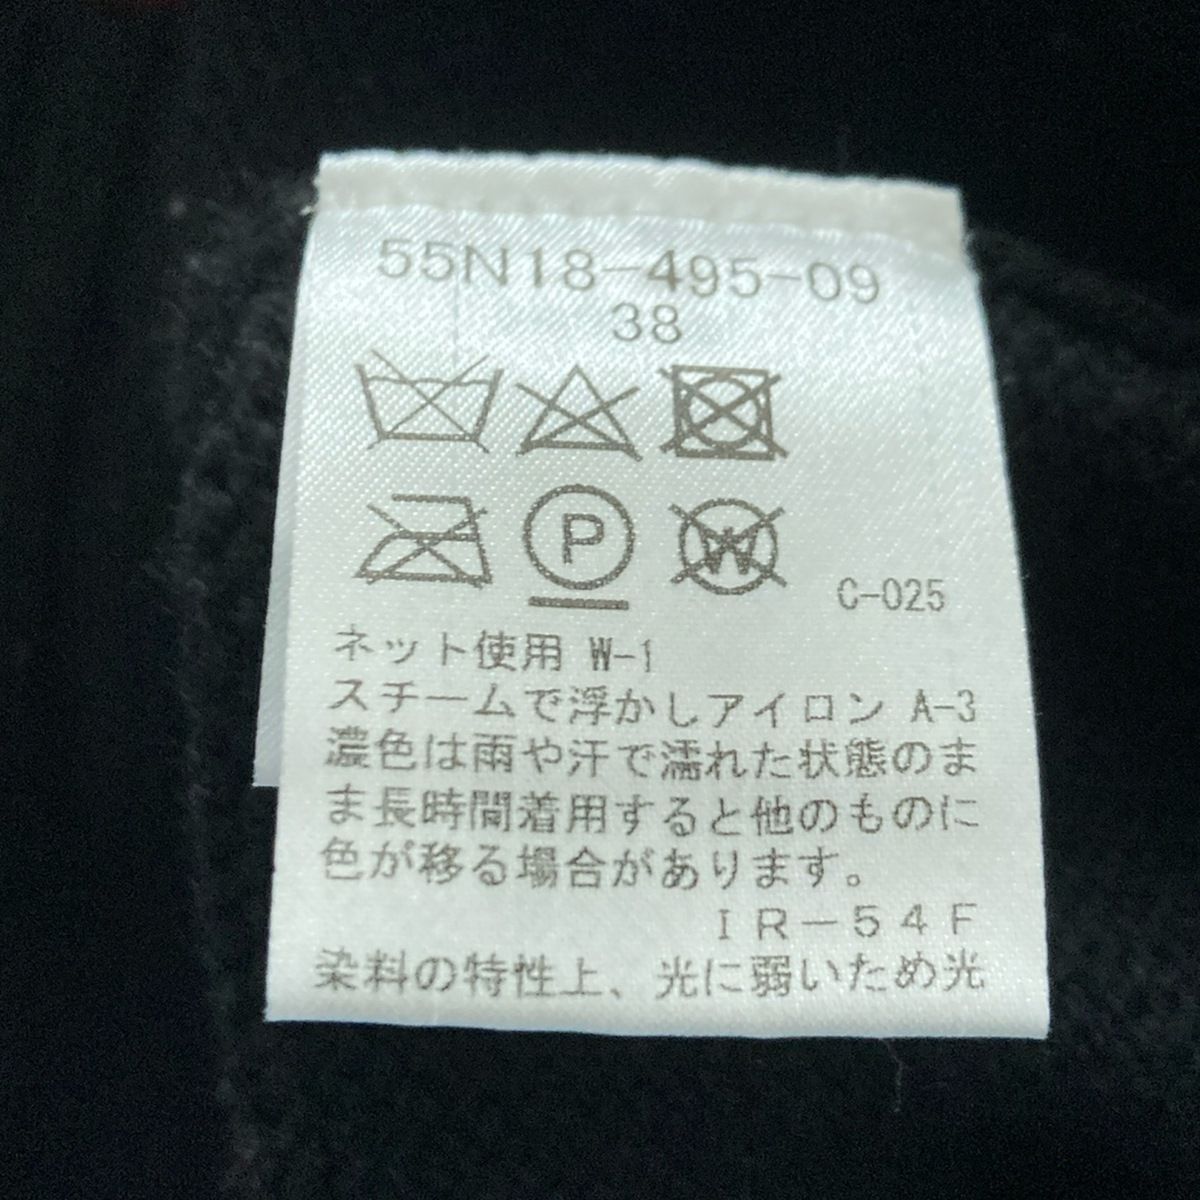 55N18-495-09
38
P
W
C-025
ネット使用 W-1
スチームで浮かしアイロン A-3
濃色は雨や汗で濡れた状態のま
ま長時間着用すると他のものに
色が移る場合があります。
IR-54F
染料の特性上、光に弱いため光